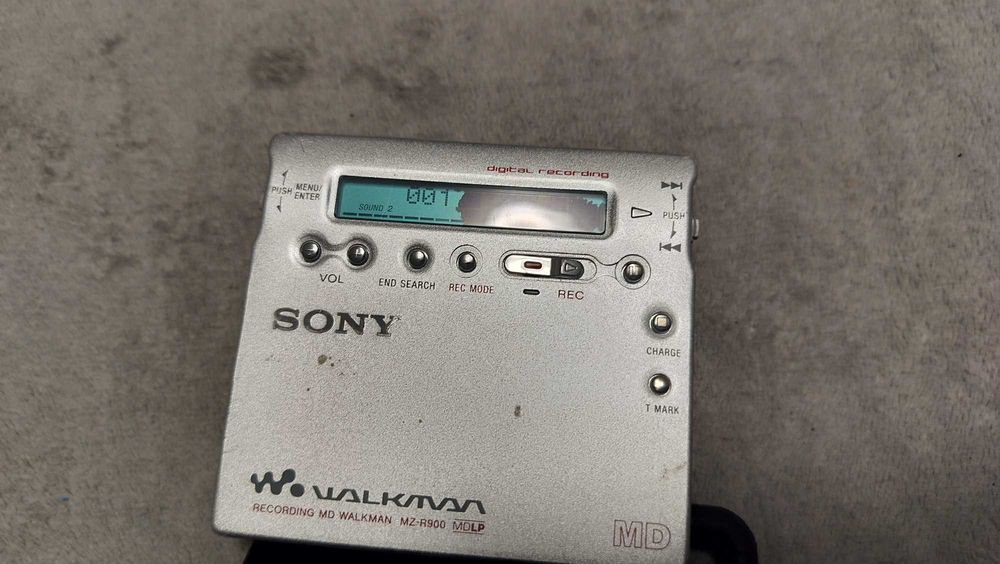 digital recording
PUSH
MENU/
ENTER
001
SOUND 2
PUSH
VOL
END SEARCH
REC MODE
REC
SONY
CHARGE
T MARK
WALKMAN
RECORDING MD WALKMAN MZ-R900 MDLP
MD